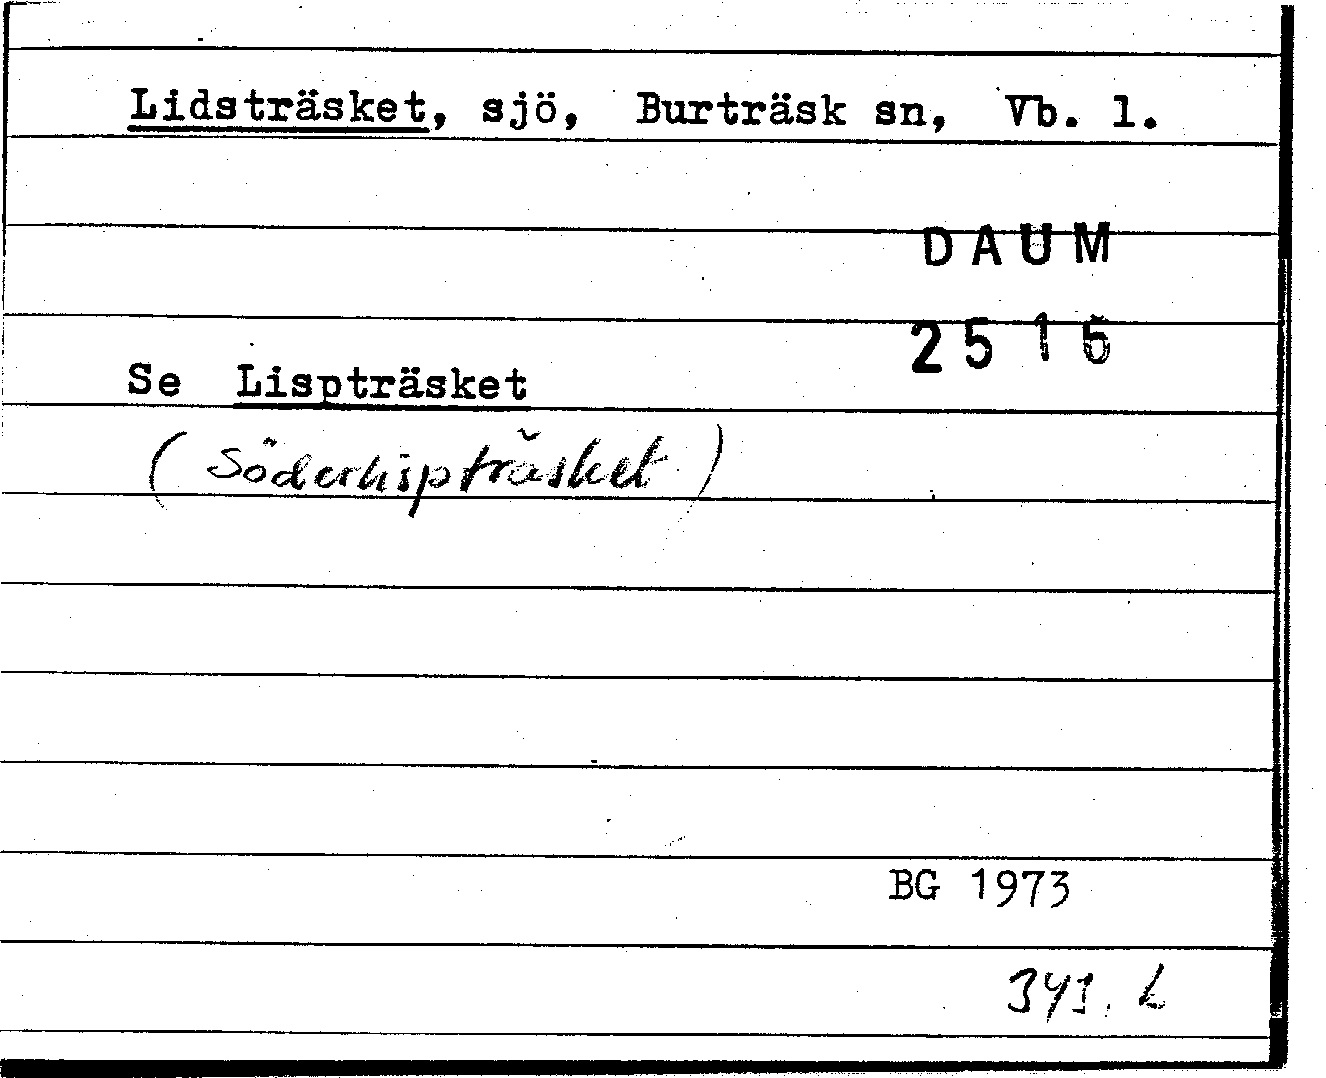 Lidsträsket, sjö, Burträsk sn, Vb. l.
DAUM
2516
Se Lispträsket
(Söderlispträsket)
BG 1973
341. L